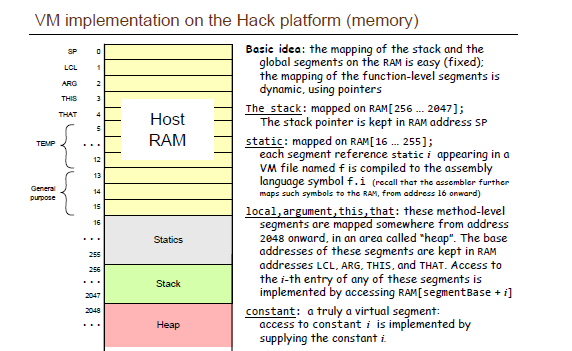 VM implementation on the Hack platform (memory)
SP 0
LCL 1
ARG 2
THIS 3
THAT 4
5
TEMP . . .
12
13
General purpose 14
15
Host
RAM
16
. . . Statics
255
256
. . . Stack
2047
2048
. . . Heap
Basic idea: the mapping of the stack and the
global segments on the RAM is easy (fixed);
the mapping of the function-level segments is
dynamic, using pointers
The stack: mapped on RAM[256 ... 2047];
The stack pointer is kept in RAM address SP
static: mapped on RAM[16 ... 255];
each segment reference static i appearing in a
VM file named f is compiled to the assembly
language symbol f.i (recall that the assembler further
maps such symbols to the RAM, from address 16 onward)
local,argument,this,that: these method-level
segments are mapped somewhere from address
2048 onward, in an area called "heap". The base
addresses of these segments are kept in RAM
addresses LCL, ARG, THIS, and THAT. Access to
the i-th entry of any of these segments is
implemented by accessing RAM[segmentBase + i]
constant: a truly a virtual segment:
access to constant i is implemented by
supplying the constant i.